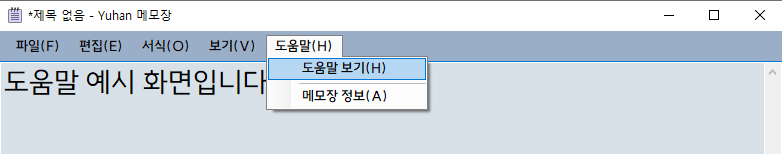 *제목 없음 - Yuhan 메모장
파일(F) 편집(E) 서식(O) 보기(V) 도움말(H)
도움말 보기(H)
도움말 예시 화면입니다
메모장 정보(A)